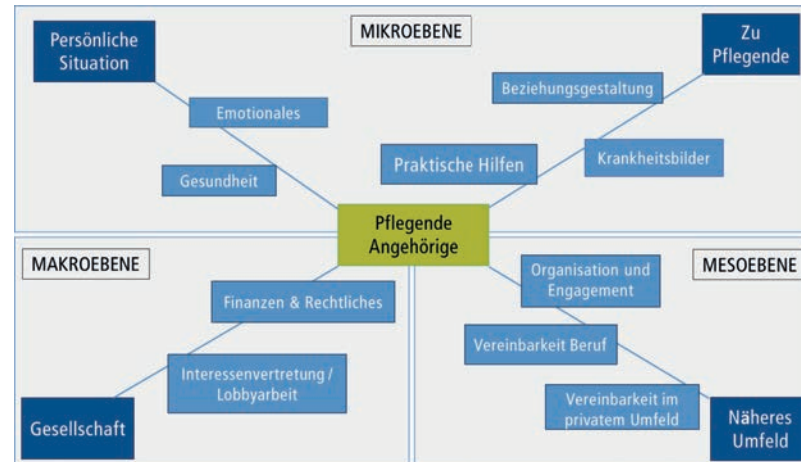 MIKROEBENE
Persönliche
Situation
Emotionales
Gesundheit
Zu
Pflegende
Beziehungsgestaltung
Krankheitsbilder
Praktische Hilfen
Pflegende
Angehörige
MAKROEBENE
Finanzen & Rechtliches
Interessenvertretung /
Lobbyarbeit
Gesellschaft
MESOEBENE
Organisation und
Engagement
Vereinbarkeit Beruf
Vereinbarkeit im
privatem Umfeld
Näheres
Umfeld